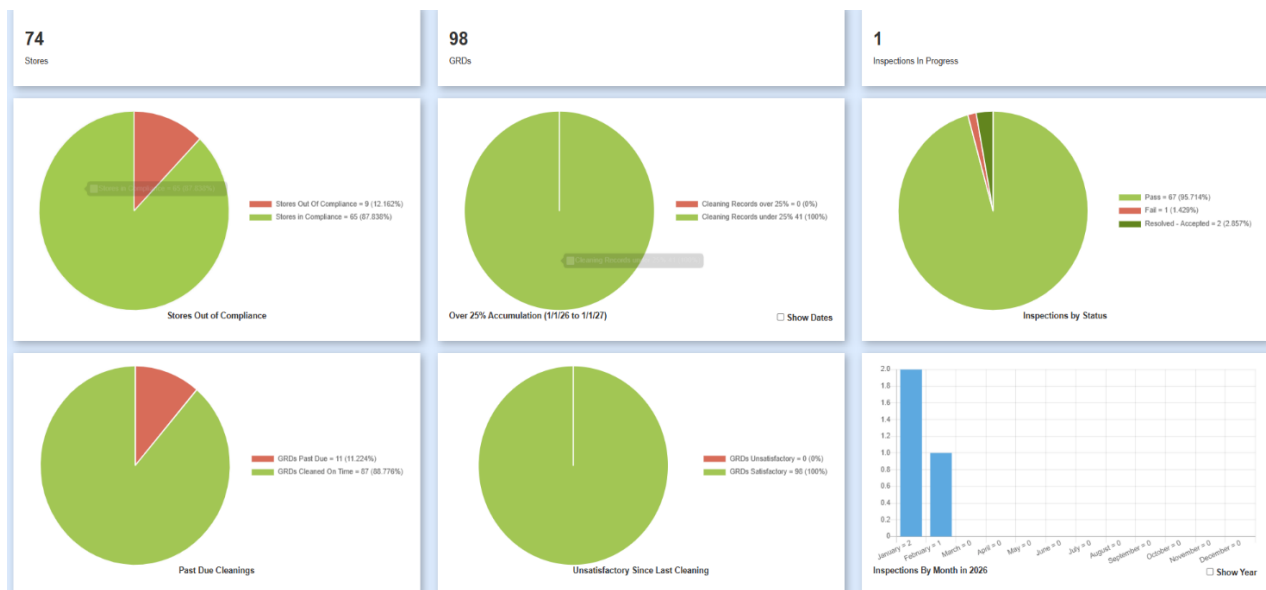 74
Stores
98
GRDs
1
Inspections In Progress
Stores Out Of Compliance = 9 (12.162%)
Stores in Compliance = 65 (87.838%)
Stores Out of Compliance
Cleaning Records over 25% = 0 (0%)
Cleaning Records under 25% 41 (100%)
Cleaning Records
Over 25% Accumulation (1/1/26 to 1/1/27)
Show Dates
Pass = 67 (95.714%)
Fail = 1 (1.429%)
Resolved - Accepted = 2 (2.857%)
Inspections by Status
GRDs Past Due = 11 (11.224%)
GRDs Cleaned On Time = 87 (88.776%)
Past Due Cleanings
GRDs Unsatisfactory = 0 (0%)
GRDs Satisfactory = 98 (100%)
Unsatisfactory Since Last Cleaning
2.0
1.8
1.6
1.4
1.2
1.0
0.8
0.6
0.4
0.2
0
January = 2
February = 1
March = 0
April = 0
May = 0
June = 0
July = 0
August = 0
September = 0
October = 0
November = 0
December = 0
Inspections By Month in 2026
Show Year